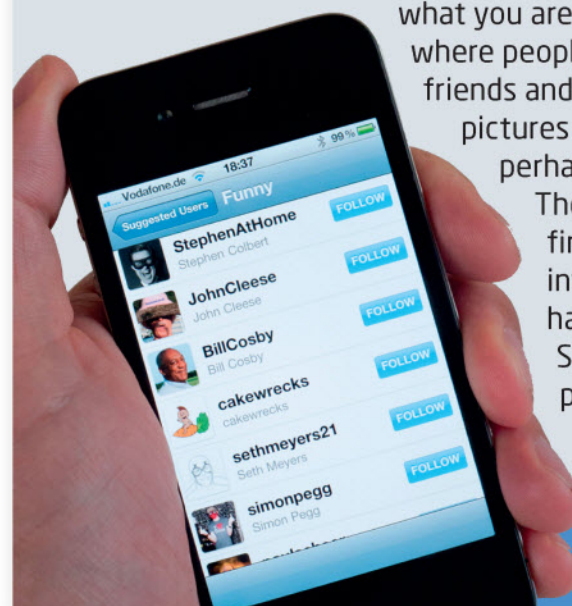 what you are
where peopl
friends and
pictures
perha
The
fin
in
ha
S
p
Vodafone.de 18:37 99%
Suggested Users Funny
StephenAtHome
Stephen Colbert
FOLLOW
JohnCleese
John Cleese
FOLLOW
BillCosby
Bill Cosby
FOLLOW
cakewrecks
cakewrecks
FOLLOW
sethmeyers21
Seth Meyers
FOLLOW
simonpegg
Simon Pegg
FOLLOW